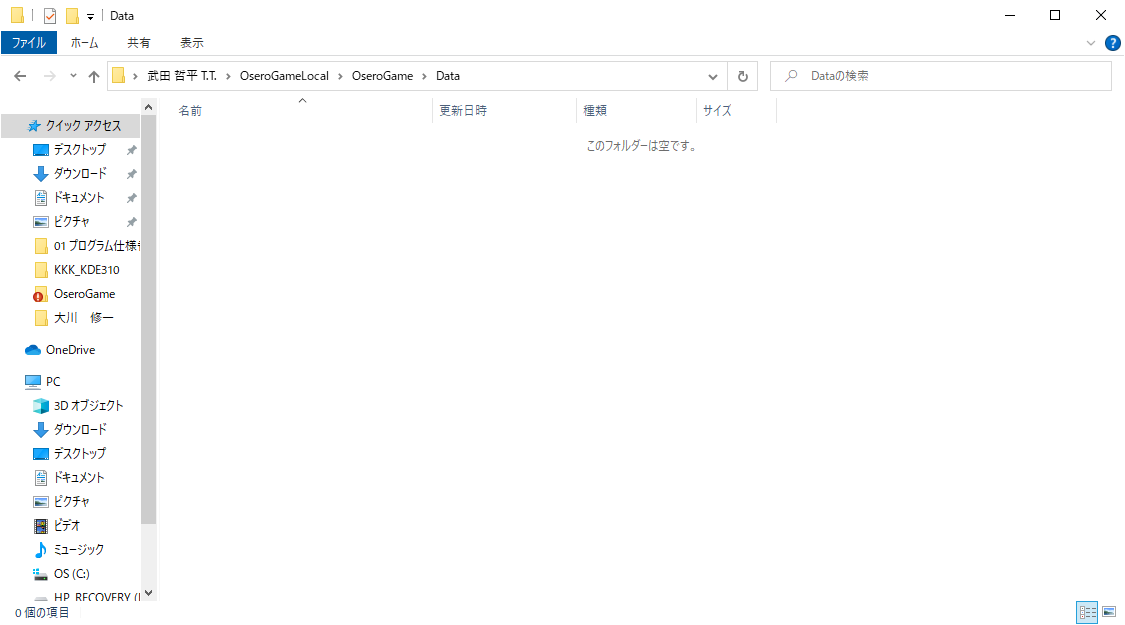 Data
ファイル ホーム 共有 表示
武田 哲平 T.T. › OseroGameLocal › OseroGame › Data
Dataの検索
名前 更新日時 種類 サイズ
このフォルダーは空です。
クイック アクセス
デスクトップ
ダウンロード
ドキュメント
ピクチャ
01 プログラム仕様
KKK_KDE310
OseroGame
大川 修一
OneDrive
PC
3D オブジェクト
ダウンロード
デスクトップ
ドキュメント
ピクチャ
ビデオ
ミュージック
OS (C:)
HP_RECOVERY (
0 個の項目